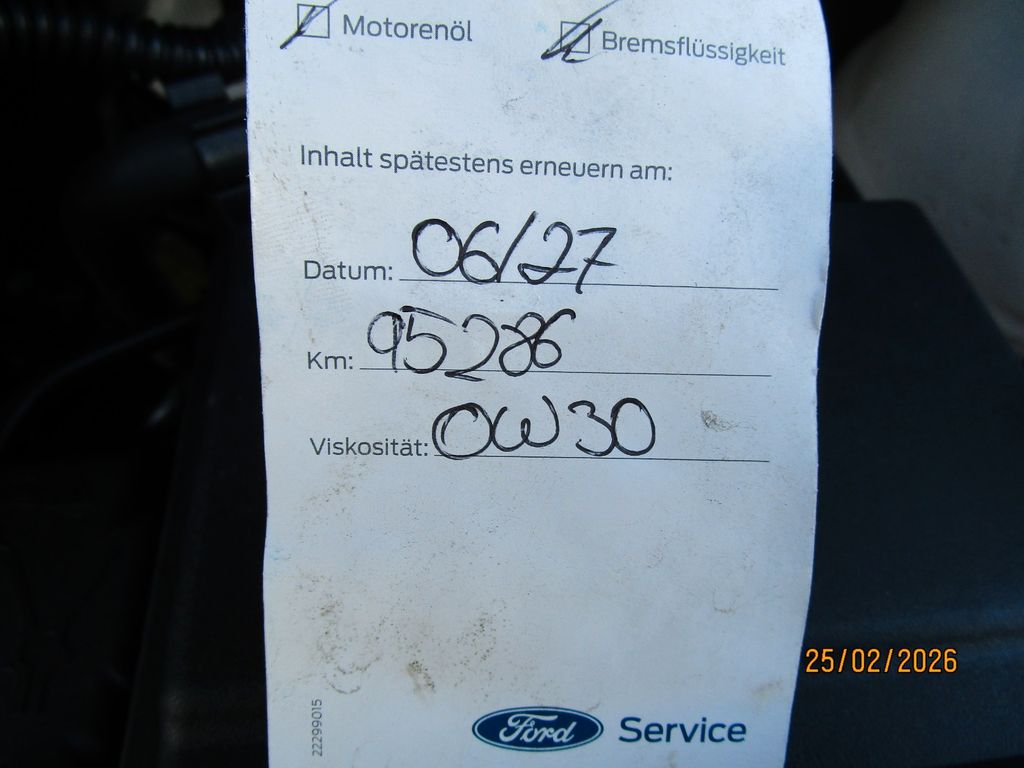 Motorenöl Bremsflüssigkeit
Inhalt spätestens erneuern am:
Datum: 06/27
Km: 95286
Viskosität: 0W30
25/02/2026
22299015
Ford Service